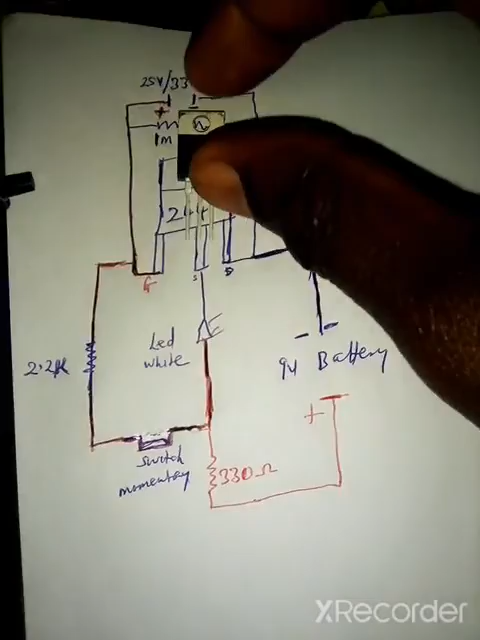 25V/33
+
1m
G
S
D
Led
white
2.2K
-
9V Battery
+
switch
momentary
330Ω
XRecorder